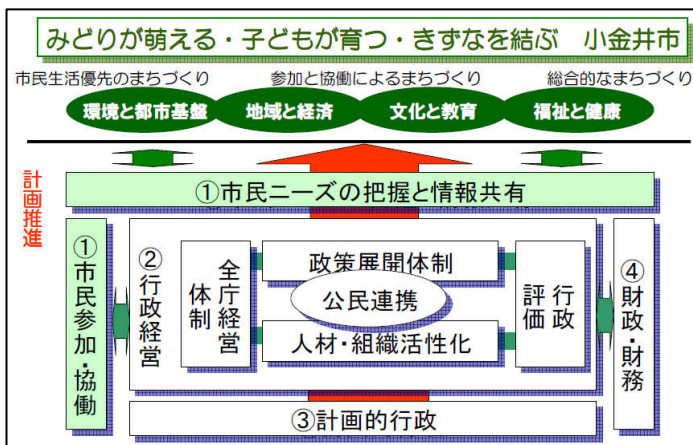 みどりが萌える・子どもが育つ・きずなを結ぶ 小金井市
市民生活優先のまちづくり 参加と協働によるまちづくり 総合的なまちづくり
環境と都市基盤 地域と経済 文化と教育 福祉と健康
計画推進
①市民ニーズの把握と情報共有
①市民参加・協働
②行政経営
全庁経営
体制
政策展開体制
公民連携
人材・組織活性化
行政
評価
④財政・財務
③計画的行政